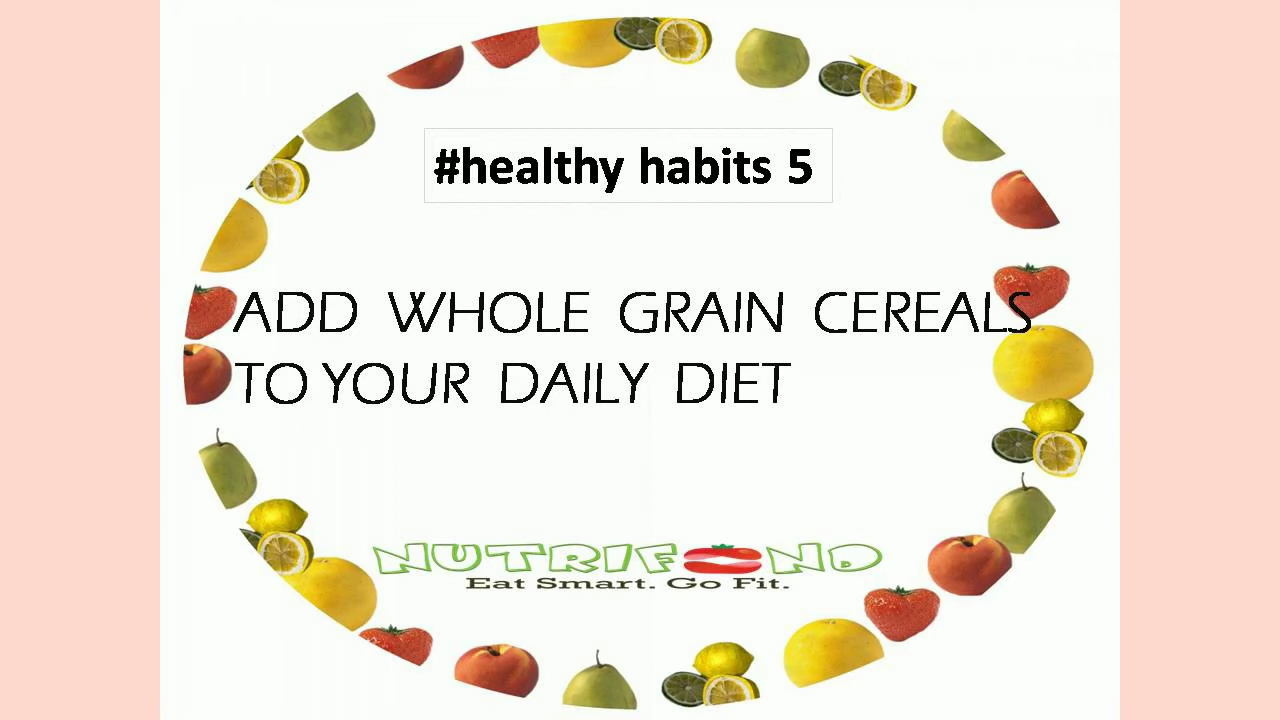 #healthy habits 5
ADD WHOLE GRAIN CEREALS
TO YOUR DAILY DIET
NUTRIFOND
Eat Smart. Go Fit.